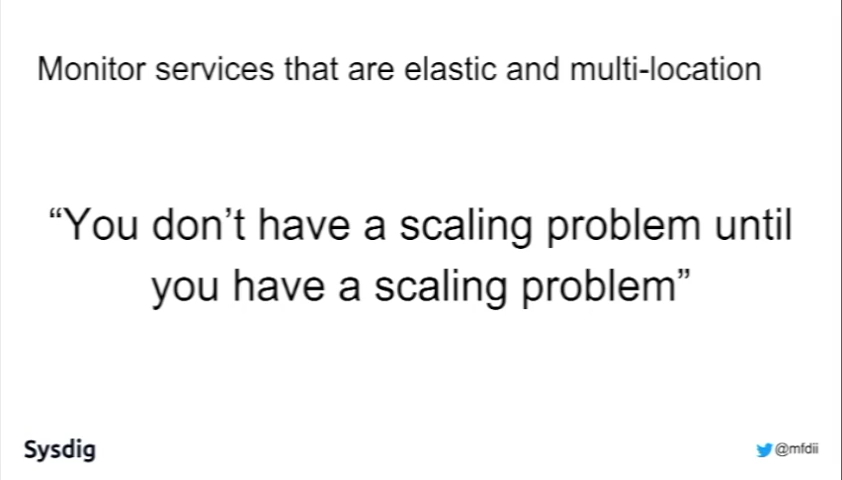 Monitor services that are elastic and multi-location
“You don’t have a scaling problem until
you have a scaling problem”
Sysdig
@mfdii